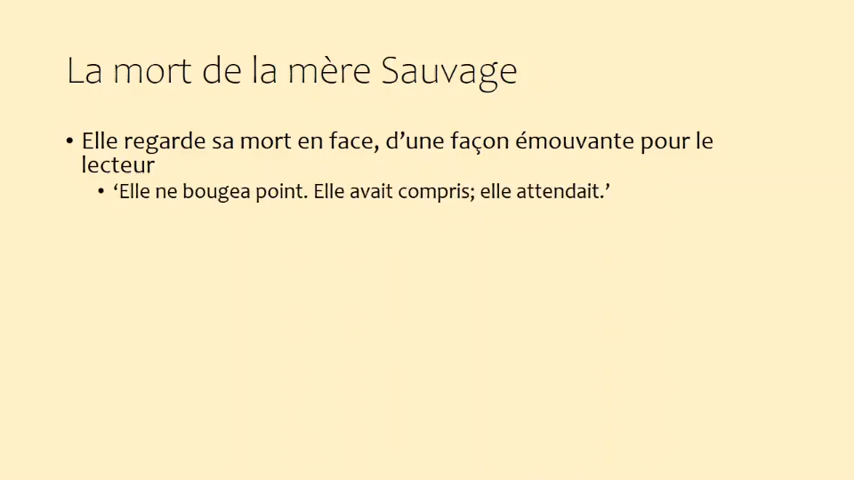 La mort de la mère Sauvage
• Elle regarde sa mort en face, d’une façon émouvante pour le
lecteur
• ‘Elle ne bougea point. Elle avait compris; elle attendait.’